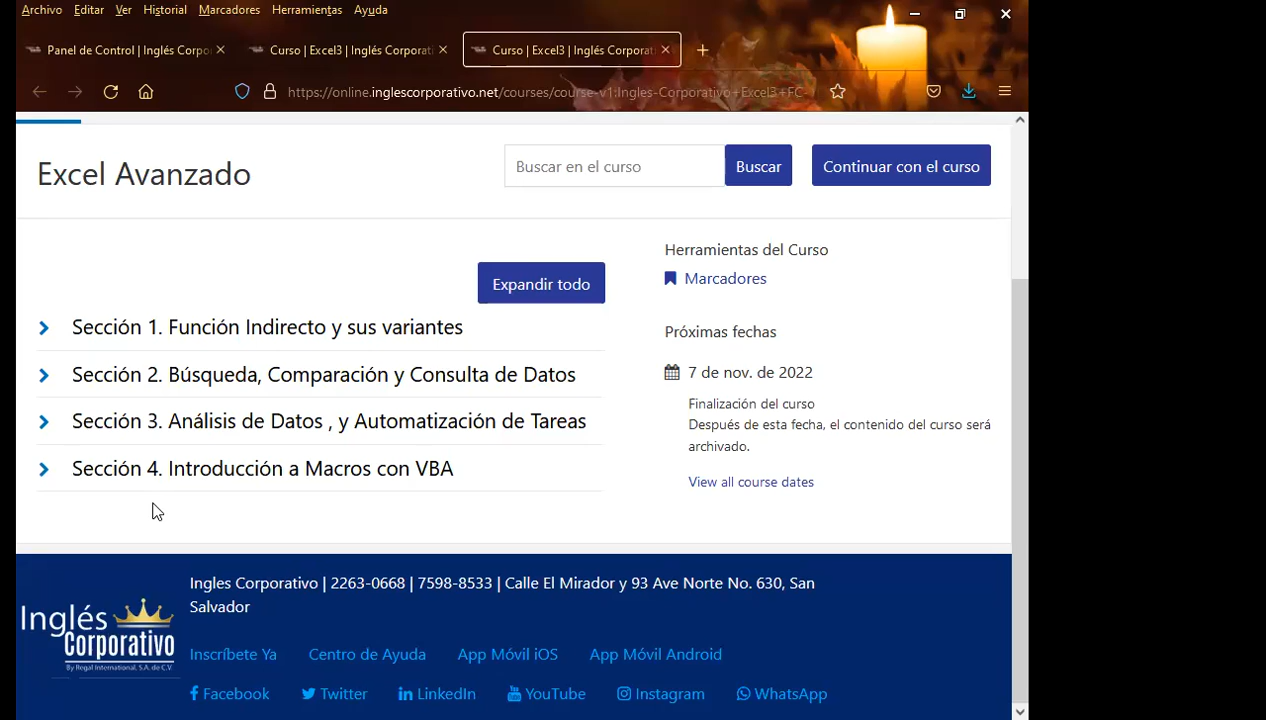 Archivo Editar Ver Historial Marcadores Herramientas Ayuda
Panel de Control | Inglés Corpo
Curso | Excel3 | Inglés Corporati
Curso | Excel3 | Inglés Corporati
https://online.inglescorporativo.net/courses/course-v1:Ingles-Corporativo+Excel3+FC-
Excel Avanzado
Buscar en el curso
Buscar
Continuar con el curso
Expandir todo
Sección 1. Función Indirecto y sus variantes
Sección 2. Búsqueda, Comparación y Consulta de Datos
Sección 3. Análisis de Datos , y Automatización de Tareas
Sección 4. Introducción a Macros con VBA
Herramientas del Curso
Marcadores
Próximas fechas
7 de nov. de 2022
Finalización del curso
Después de esta fecha, el contenido del curso será
archivado.
View all course dates
Inglés
Corporativo
By Regal International, S.A. de C.V.
Ingles Corporativo | 2263-0668 | 7598-8533 | Calle El Mirador y 93 Ave Norte No. 630, San
Salvador
Inscríbete Ya Centro de Ayuda App Móvil iOS App Móvil Android
Facebook Twitter LinkedIn YouTube Instagram WhatsApp